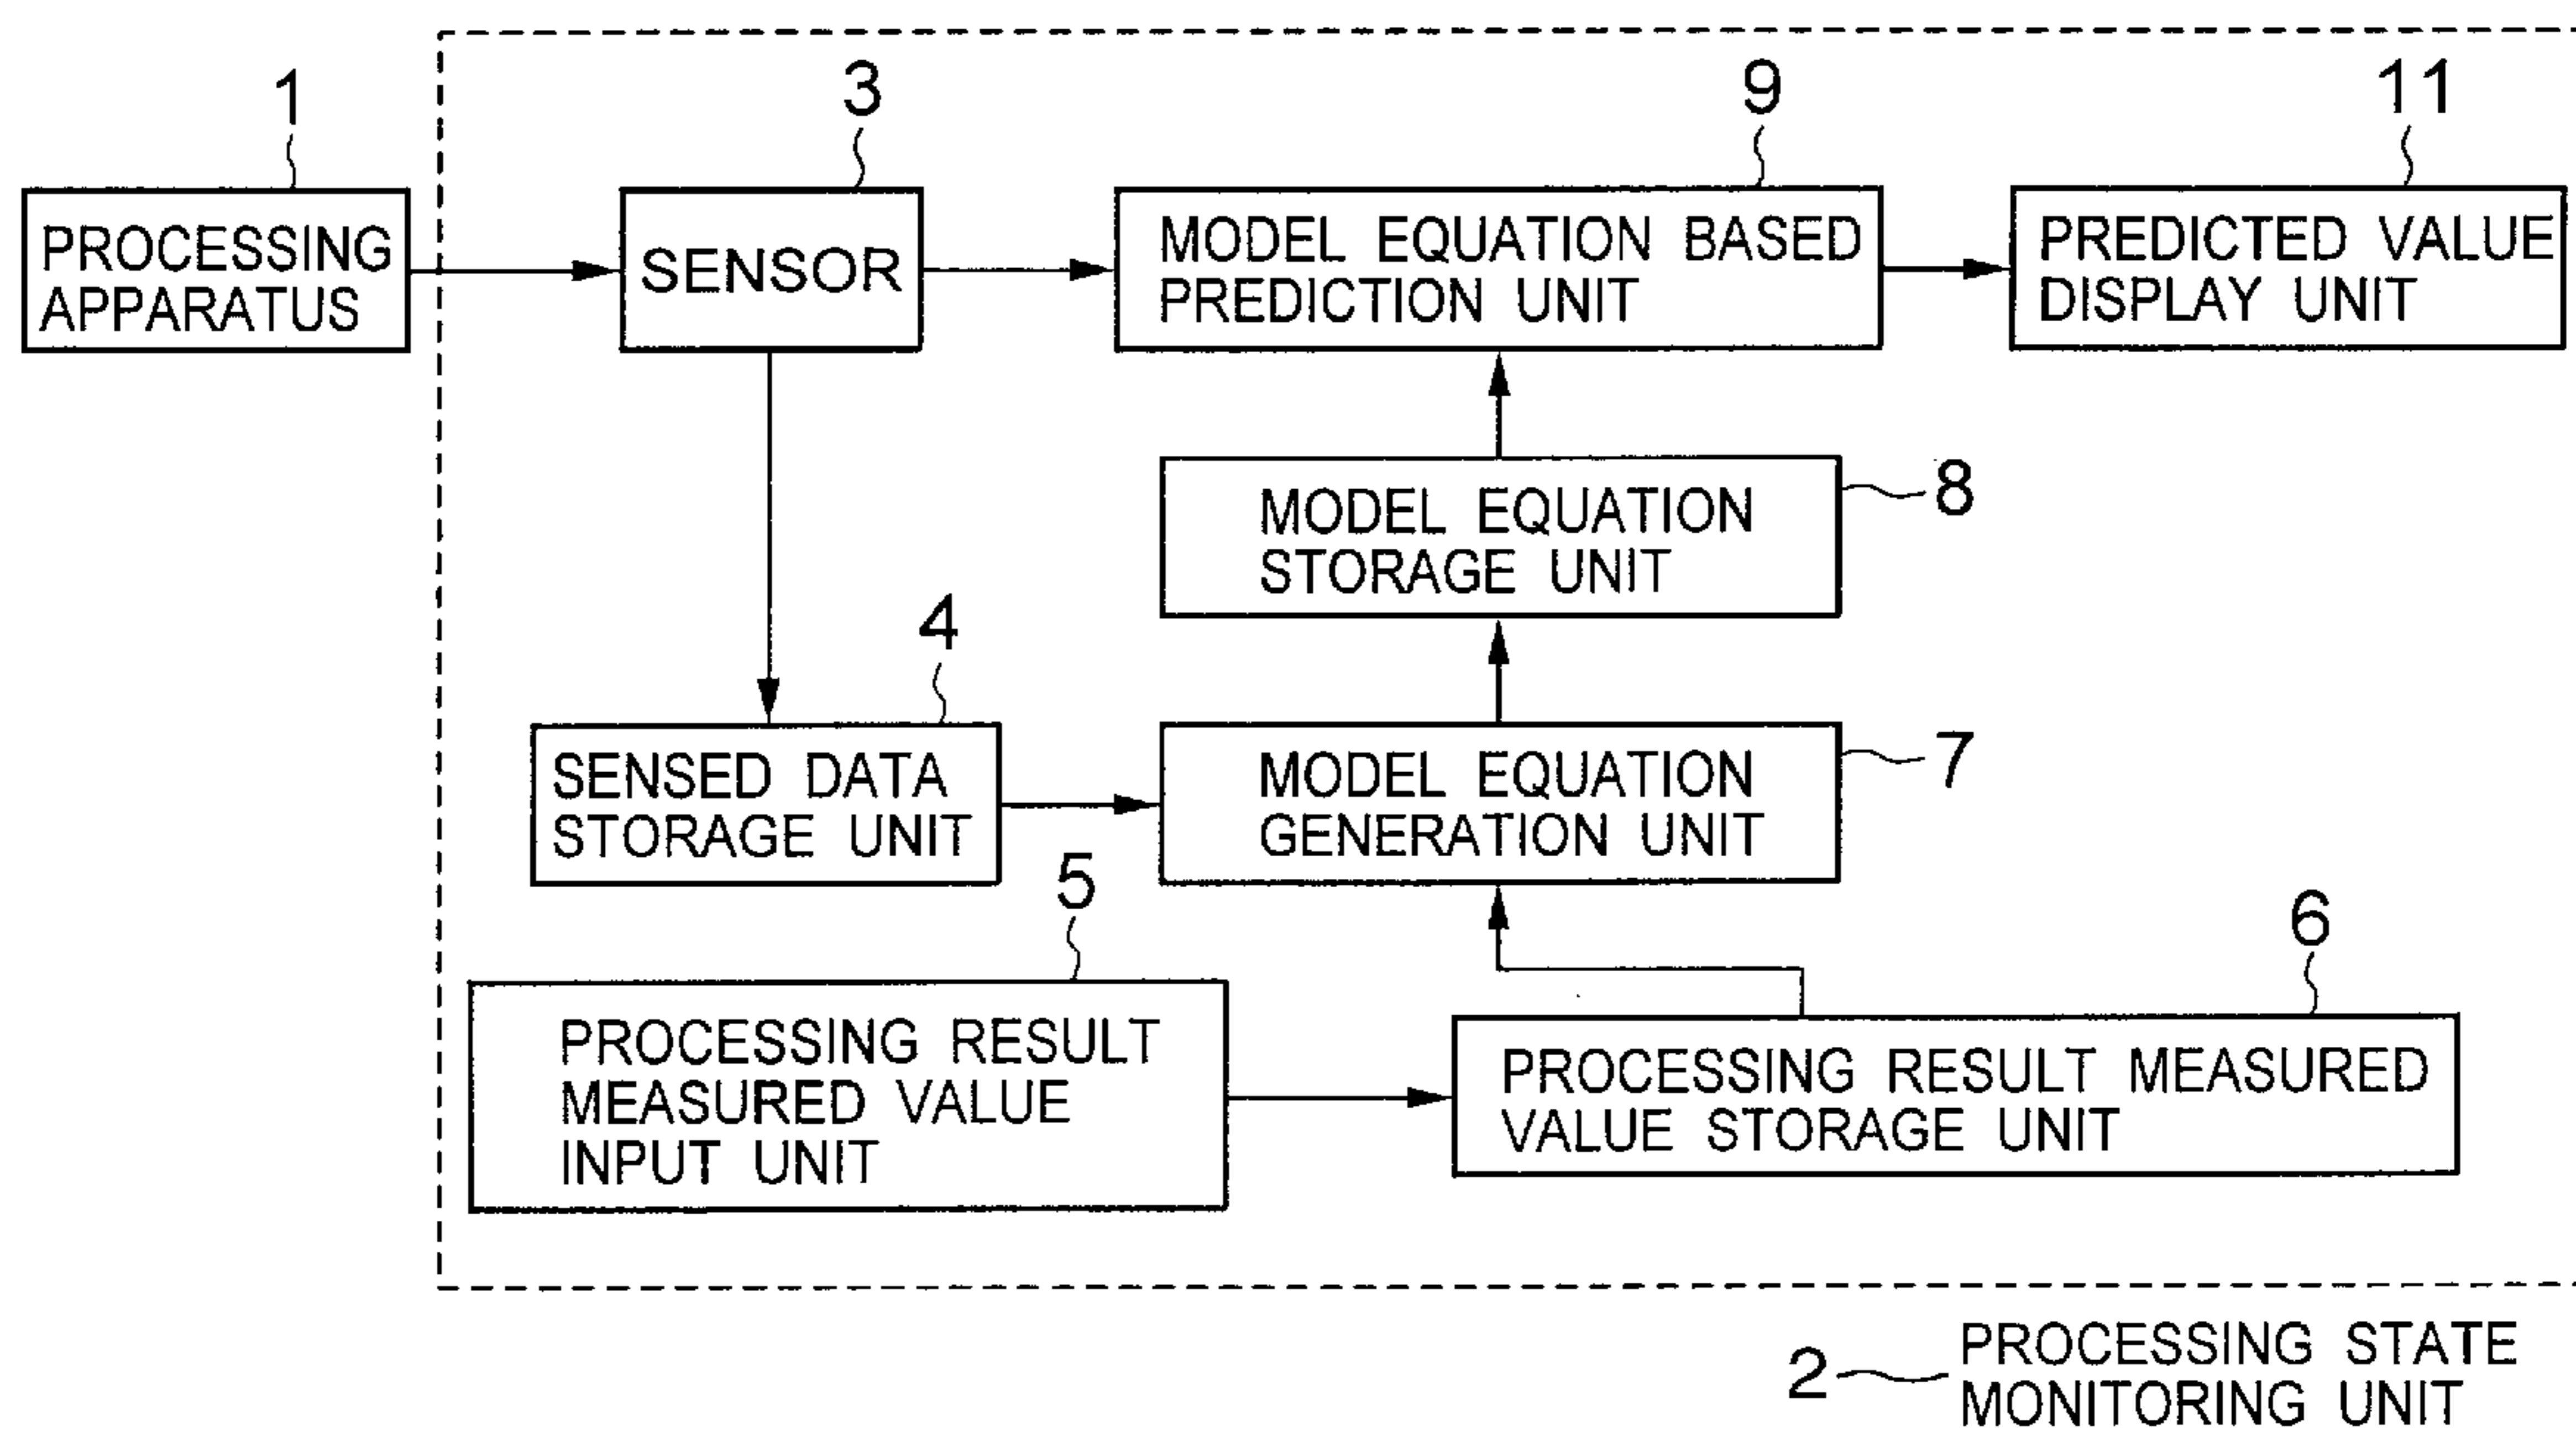 1
PROCESSING
APPARATUS
3
SENSOR
9
MODEL EQUATION BASED
PREDICTION UNIT
11
PREDICTED VALUE
DISPLAY UNIT
8
MODEL EQUATION
STORAGE UNIT
4
SENSED DATA
STORAGE UNIT
7
MODEL EQUATION
GENERATION UNIT
5
PROCESSING RESULT
MEASURED VALUE
INPUT UNIT
6
PROCESSING RESULT MEASURED
VALUE STORAGE UNIT
2
PROCESSING STATE
MONITORING UNIT